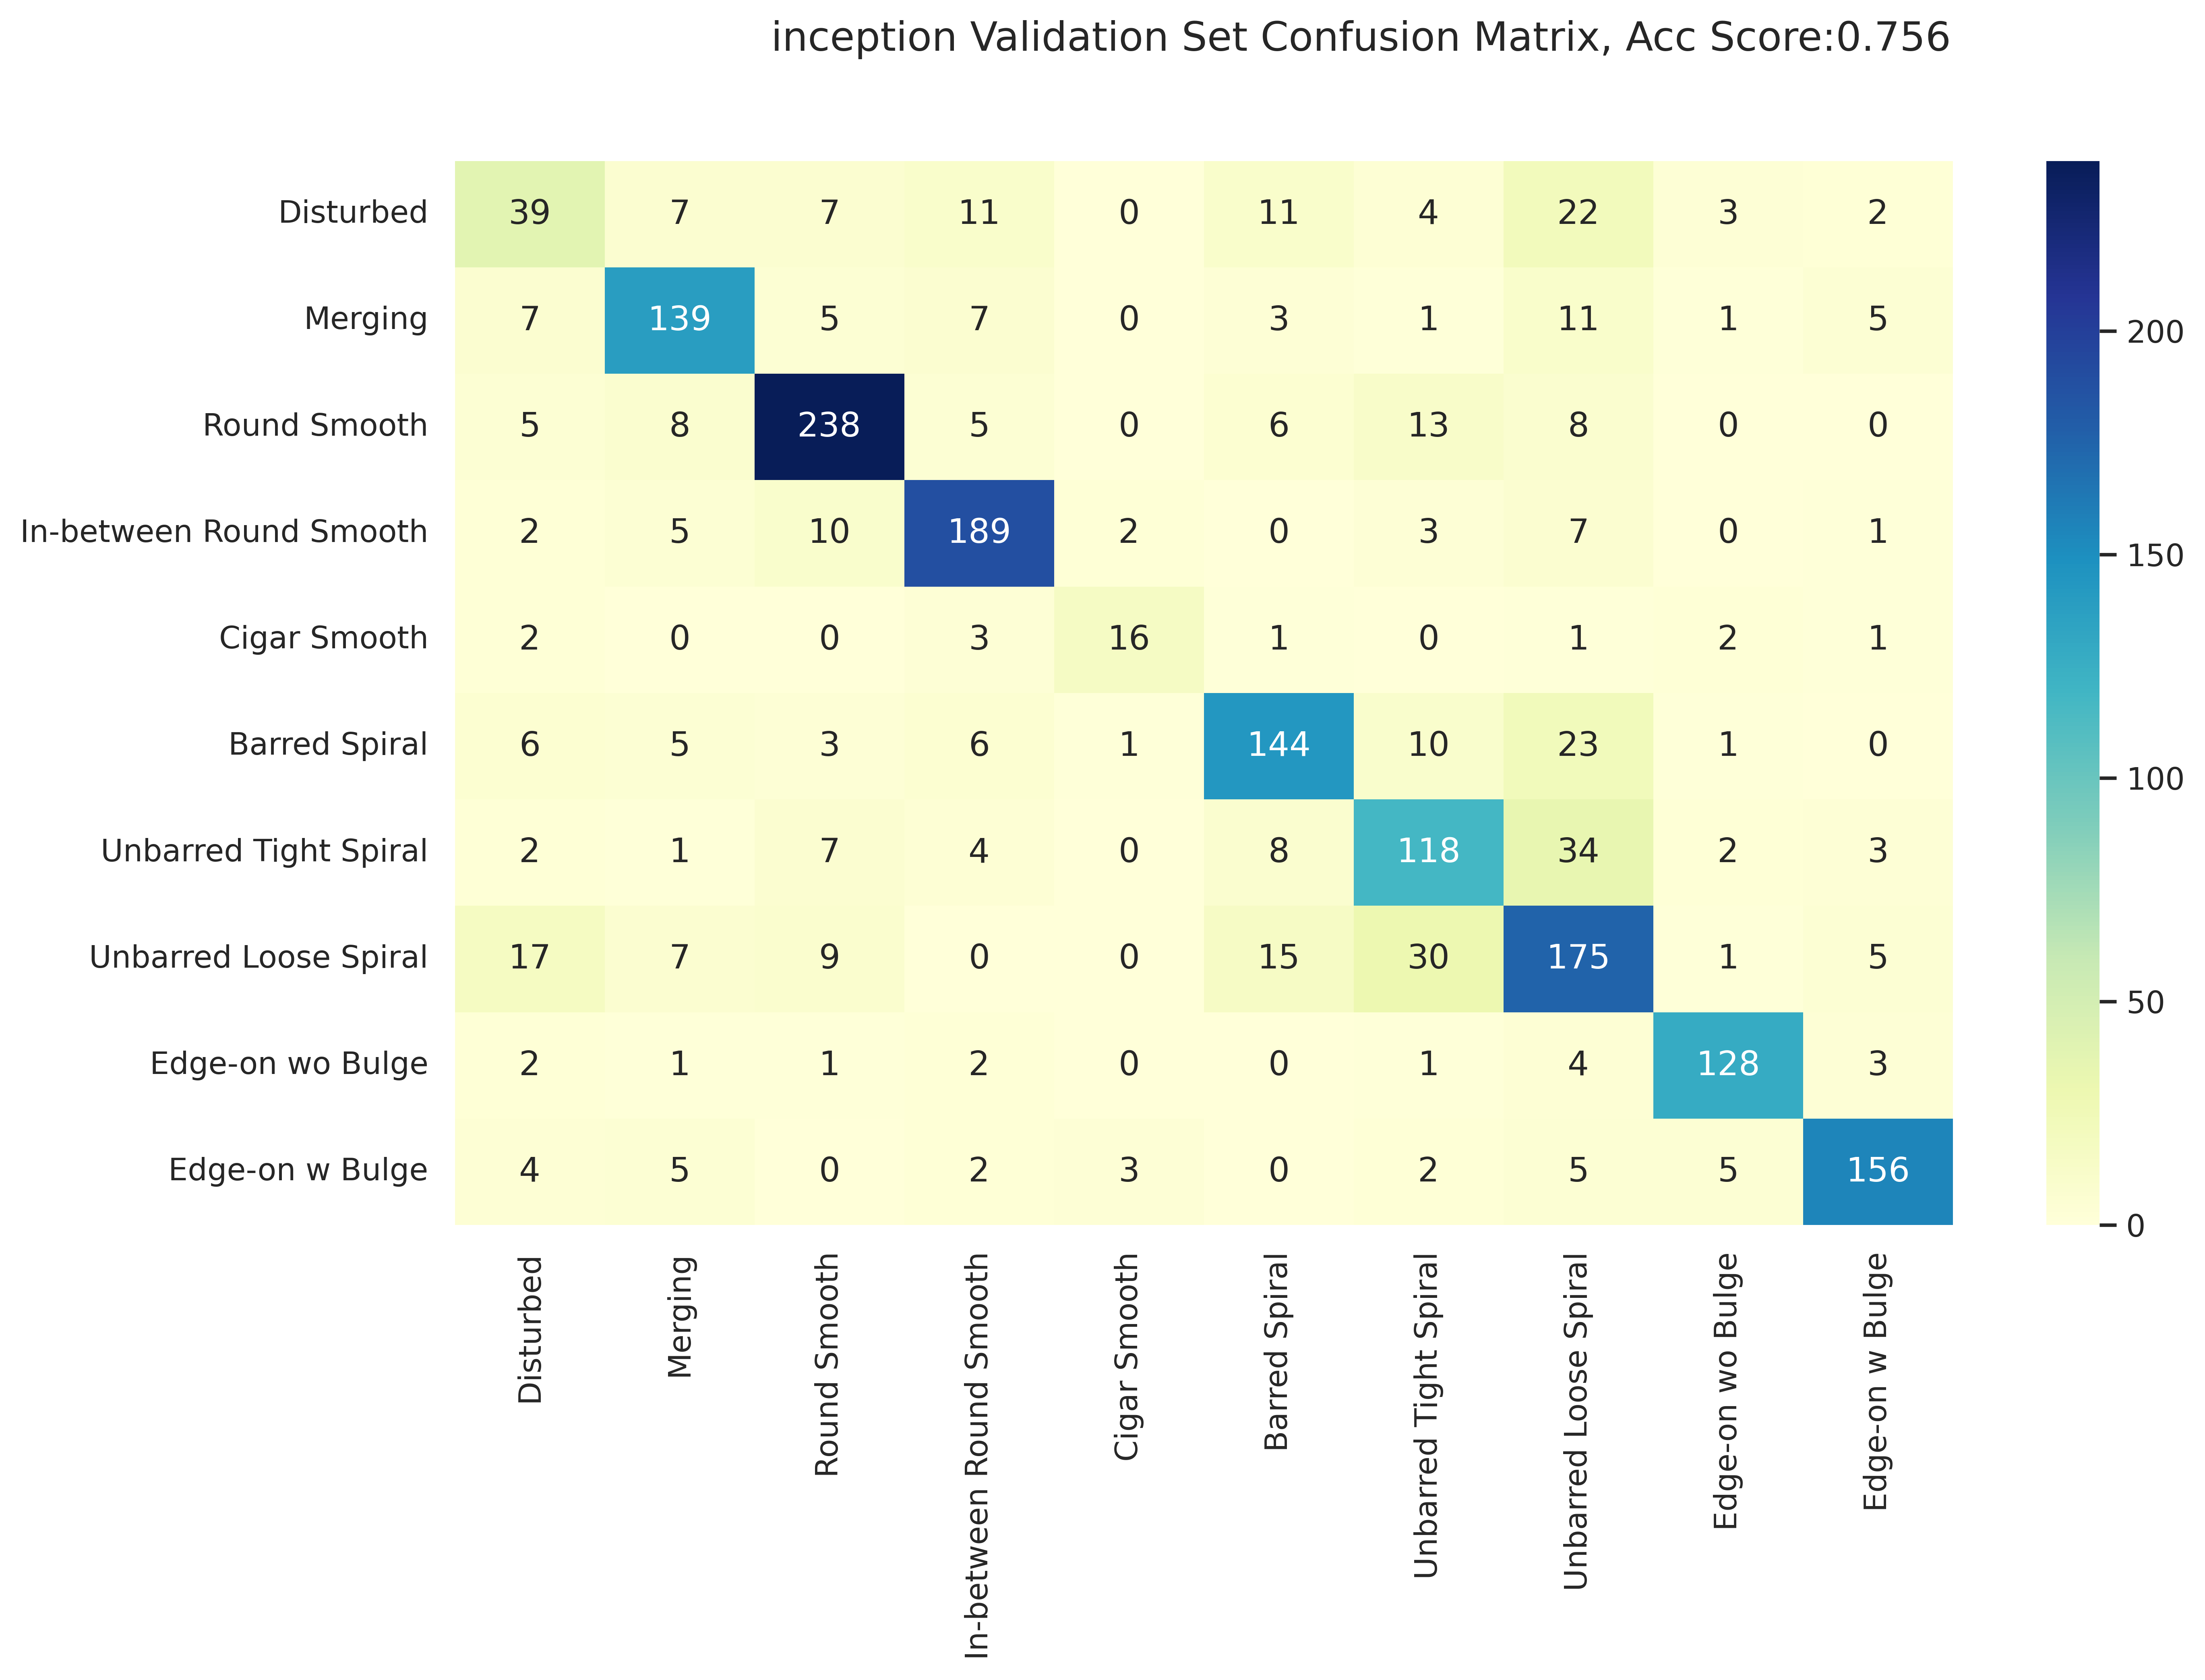 inception Validation Set Confusion Matrix, Acc Score:0.756
Disturbed 39 7 7 11 0 11 4 22 3 2
Merging 7 139 5 7 0 3 1 11 1 5
Round Smooth 5 8 238 5 0 6 13 8 0 0
In-between Round Smooth 2 5 10 189 2 0 3 7 0 1
Cigar Smooth 2 0 0 3 16 1 0 1 2 1
Barred Spiral 6 5 3 6 1 144 10 23 1 0
Unbarred Tight Spiral 2 1 7 4 0 8 118 34 2 3
Unbarred Loose Spiral 17 7 9 0 0 15 30 175 1 5
Edge-on wo Bulge 2 1 1 2 0 0 1 4 128 3
Edge-on w Bulge 4 5 0 2 3 0 2 5 5 156
Disturbed
Merging
Round Smooth
In-between Round Smooth
Cigar Smooth
Barred Spiral
Unbarred Tight Spiral
Unbarred Loose Spiral
Edge-on wo Bulge
Edge-on w Bulge
200
150
100
50
0